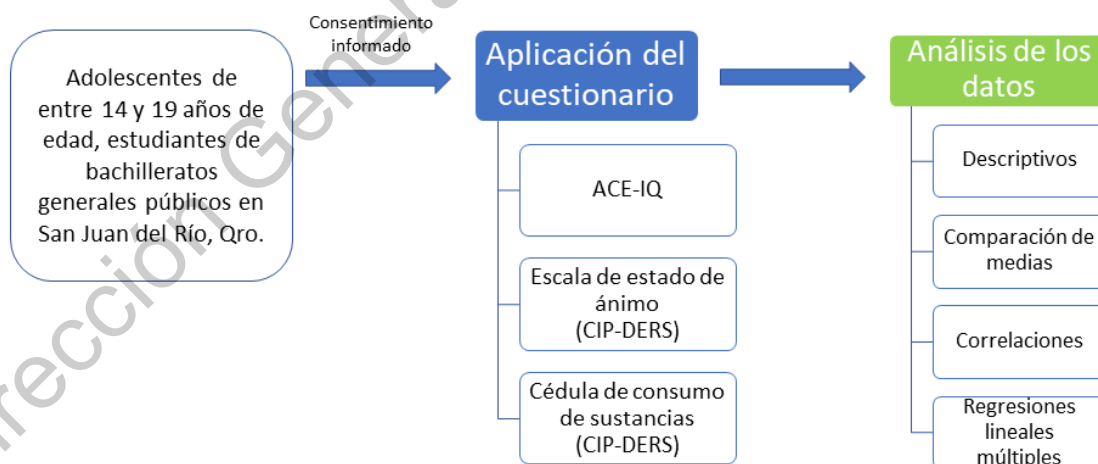 Consentimiento
informado
Adolescentes de
entre 14 y 19 años de
edad, estudiantes de
bachilleratos
generales públicos en
San Juan del Río, Qro.
Aplicación del
cuestionario
ACE-IQ
Escala de estado de
ánimo
(CIP-DERS)
Cédula de consumo
de sustancias
(CIP-DERS)
Análisis de los
datos
Descriptivos
Comparación de
medias
Correlaciones
Regresiones
lineales
múltiples